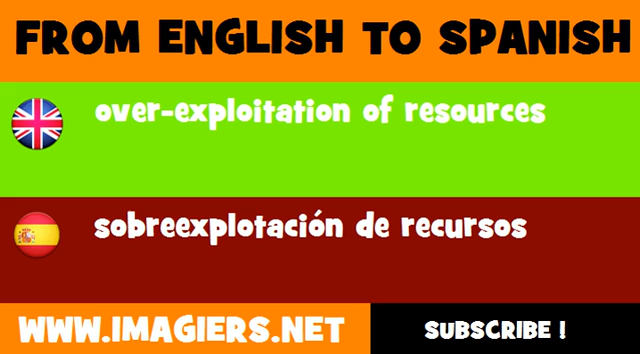 FROM ENGLISH TO SPANISH
over-exploitation of resources
sobreexplotación de recursos
WWW.IMAGIERS.NET
SUBSCRIBE !